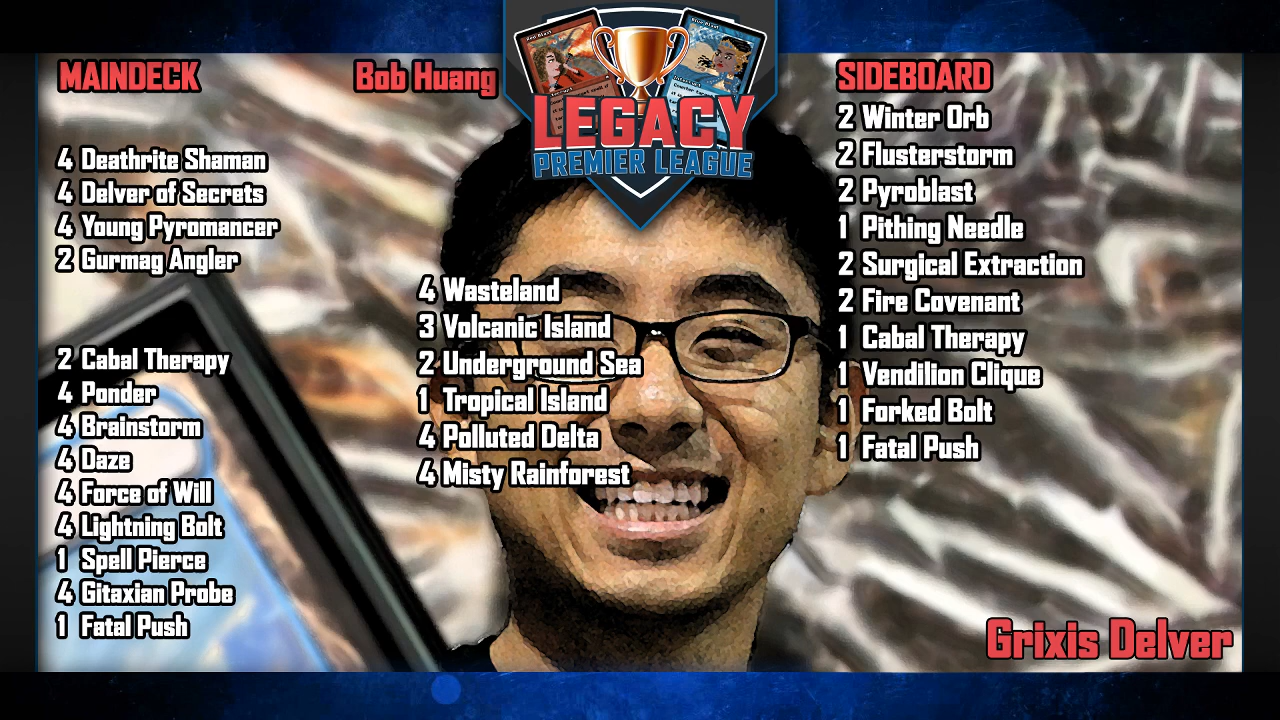 MAINDECK
Bob Huang
LEGACY
PREMIER LEAGUE
4 Deathrite Shaman
4 Delver of Secrets
4 Young Pyromancer
2 Gurmag Angler
2 Cabal Therapy
4 Ponder
4 Brainstorm
4 Daze
4 Force of Will
4 Lightning Bolt
1 Spell Pierce
4 Gitaxian Probe
1 Fatal Push
4 Wasteland
3 Volcanic Island
2 Underground Sea
1 Tropical Island
4 Polluted Delta
4 Misty Rainforest
SIDEBOARD
2 Winter Orb
2 Flusterstorm
2 Pyroblast
1 Pithing Needle
2 Surgical Extraction
2 Fire Covenant
1 Cabal Therapy
1 Vendilion Clique
1 Forked Bolt
1 Fatal Push
Grixis Delver